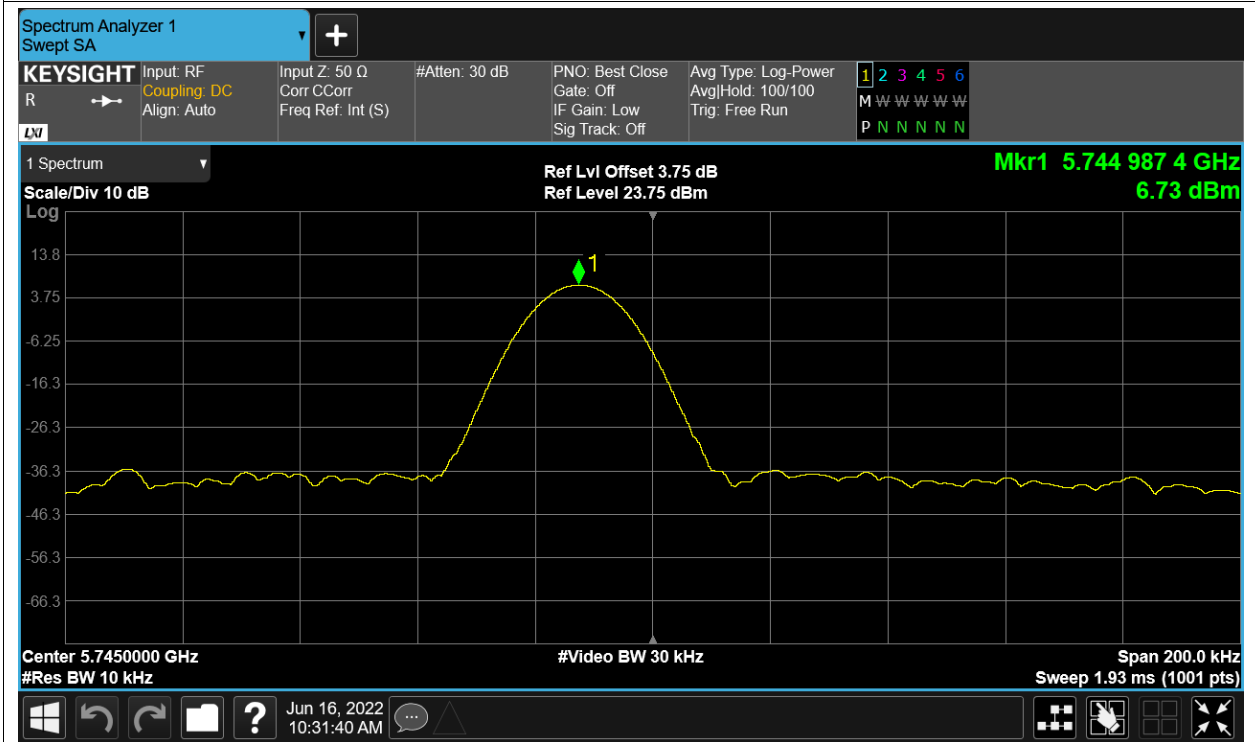 Spectrum Analyzer 1
Swept SA
KEYSIGHT
R
LXI
Input: RF
Coupling: DC
Align: Auto
Input Z: 50 Ω
Corr CCorr
Freq Ref: Int (S)
#Atten: 30 dB
PNO: Best Close
Gate: Off
IF Gain: Low
Sig Track: Off
Avg Type: Log-Power
Avg|Hold: 100/100
Trig: Free Run
1 2 3 4 5 6
M W W W W W
P N N N N N
1 Spectrum
Scale/Div 10 dB
Log
Ref Lvl Offset 3.75 dB
Ref Level 23.75 dBm
Mkr1 5.744 987 4 GHz
6.73 dBm
13.8
1
3.75
-6.25
-16.3
-26.3
-36.3
-46.3
-56.3
-66.3
Center 5.7450000 GHz
#Res BW 10 kHz
#Video BW 30 kHz
Span 200.0 kHz
Sweep 1.93 ms (1001 pts)
?
Jun 16, 2022
10:31:40 AM